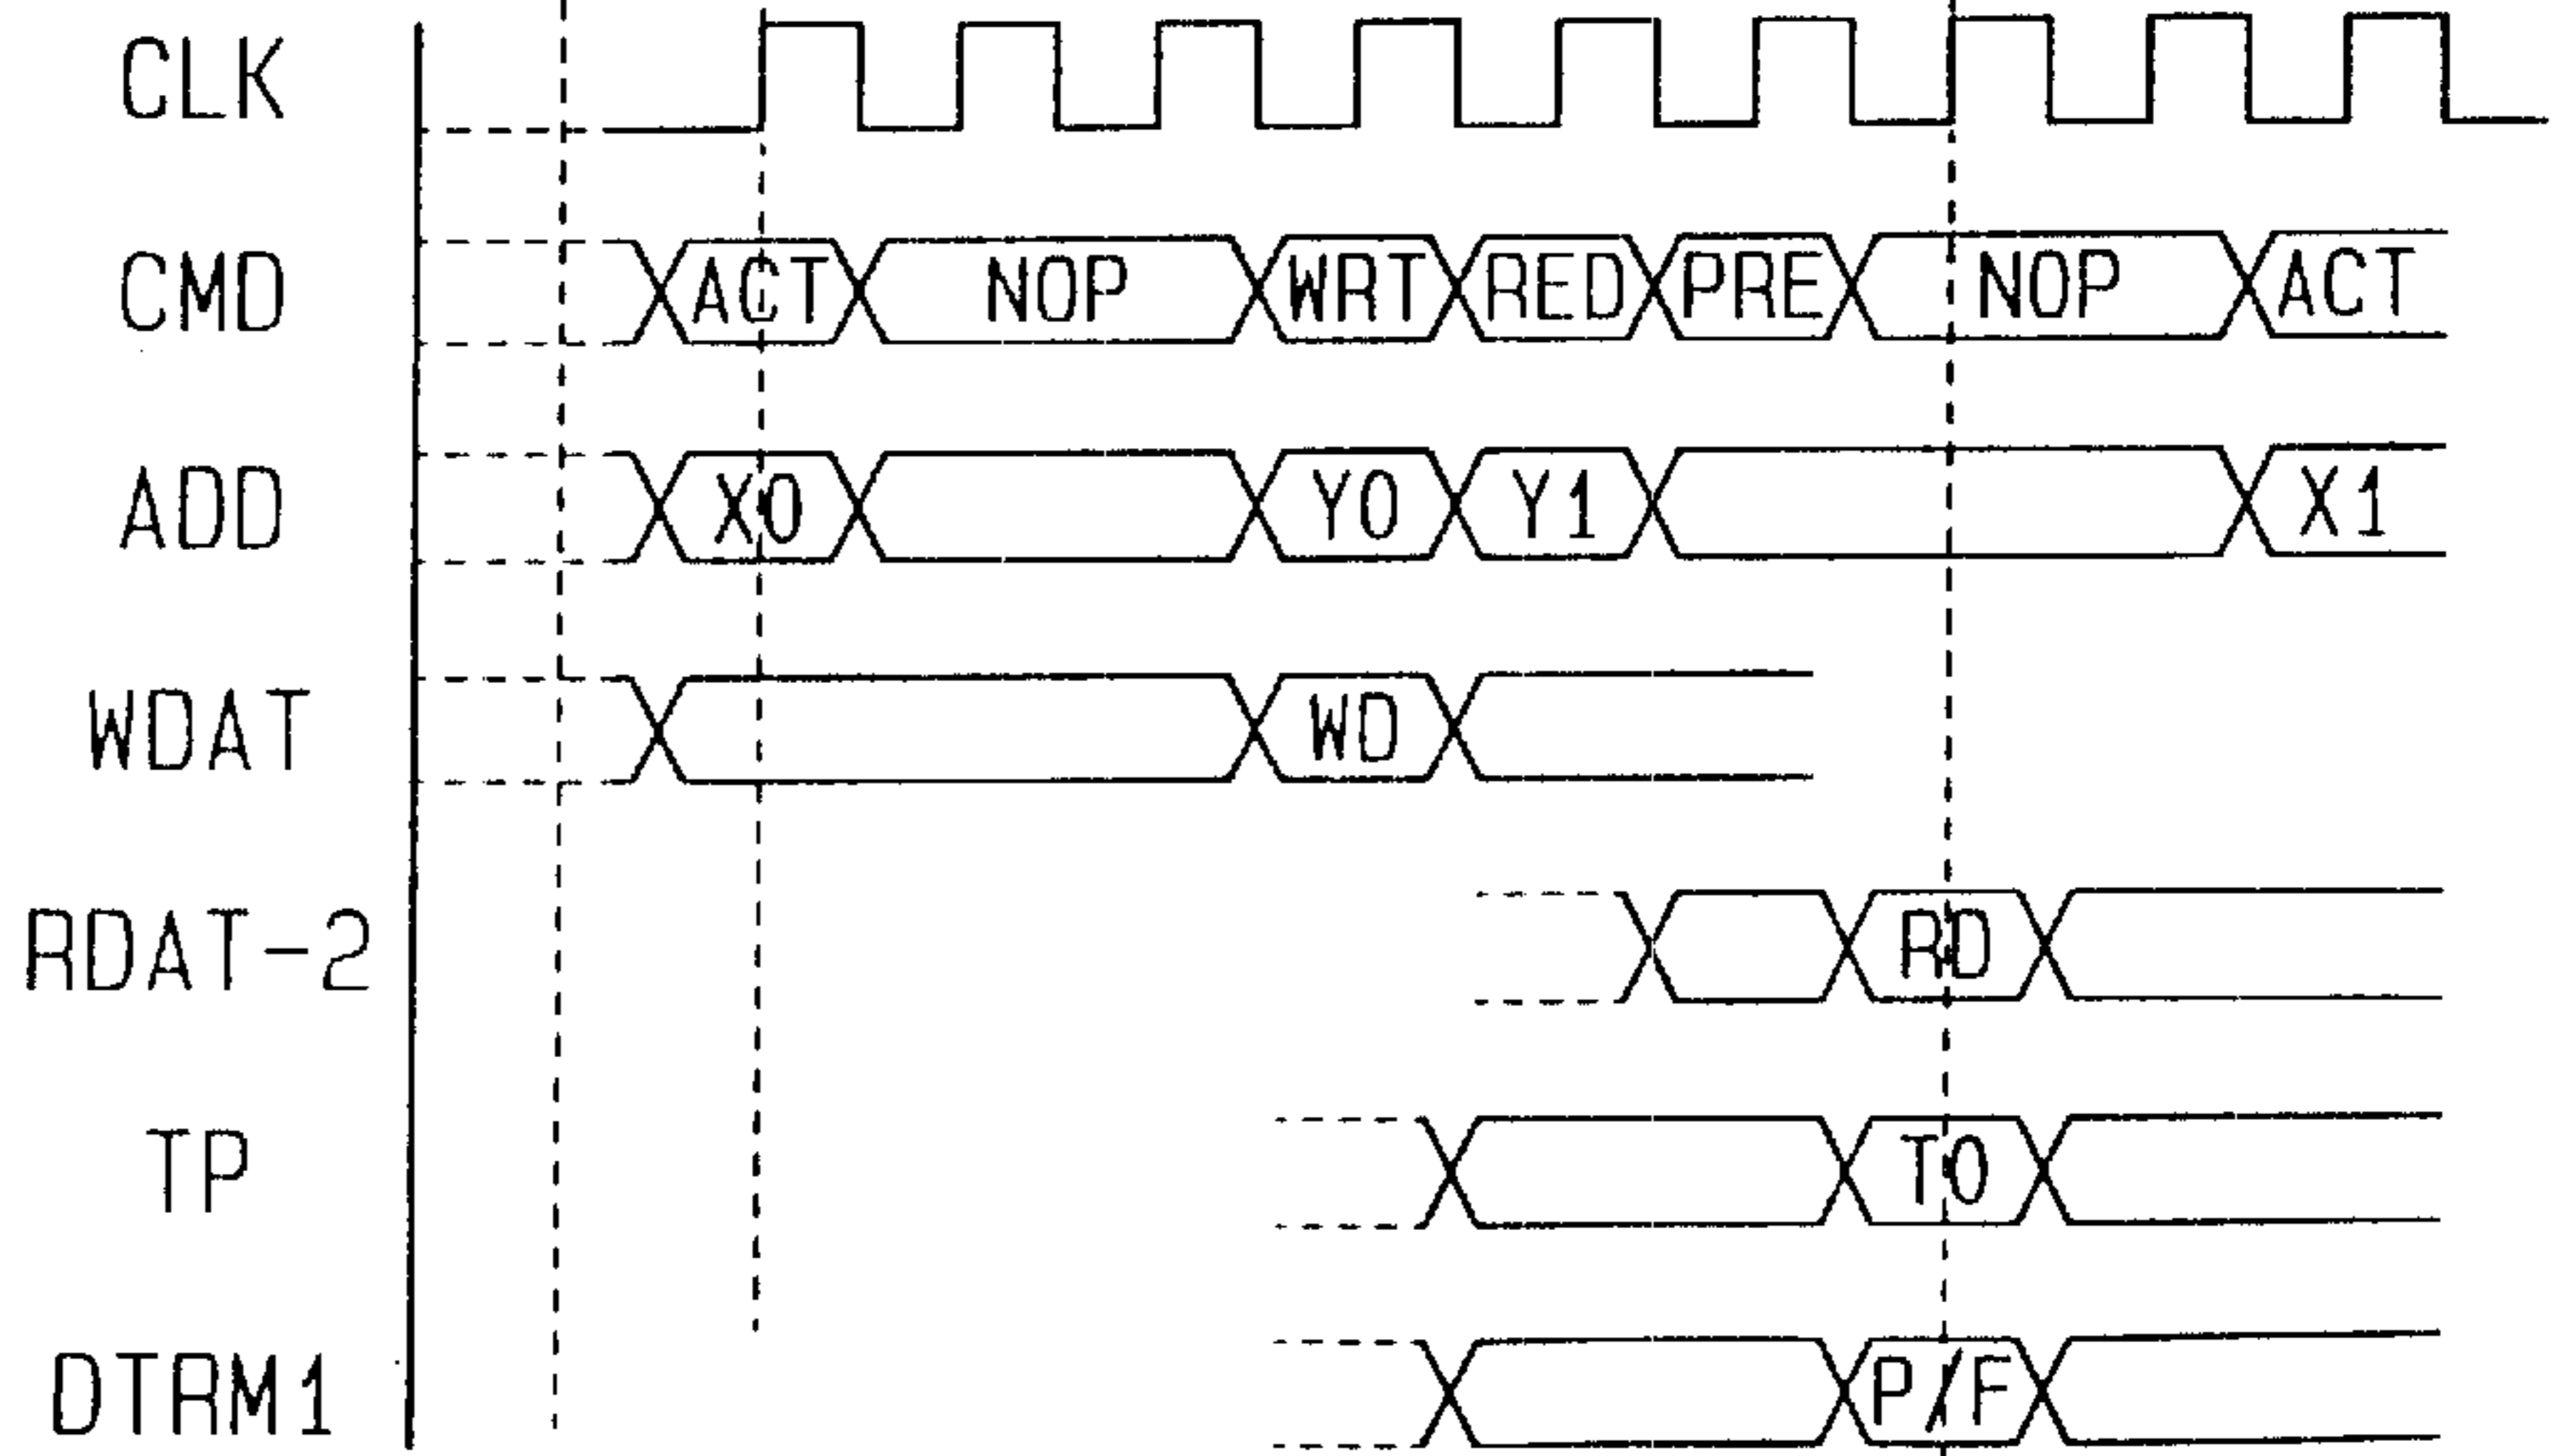 CLK
CMD ACT NOP WRT RED PRE NOP ACT
ADD X0 Y0 Y1 X1
WDAT WD
RDAT-2 RD
TP T0
DTRM1 P/F